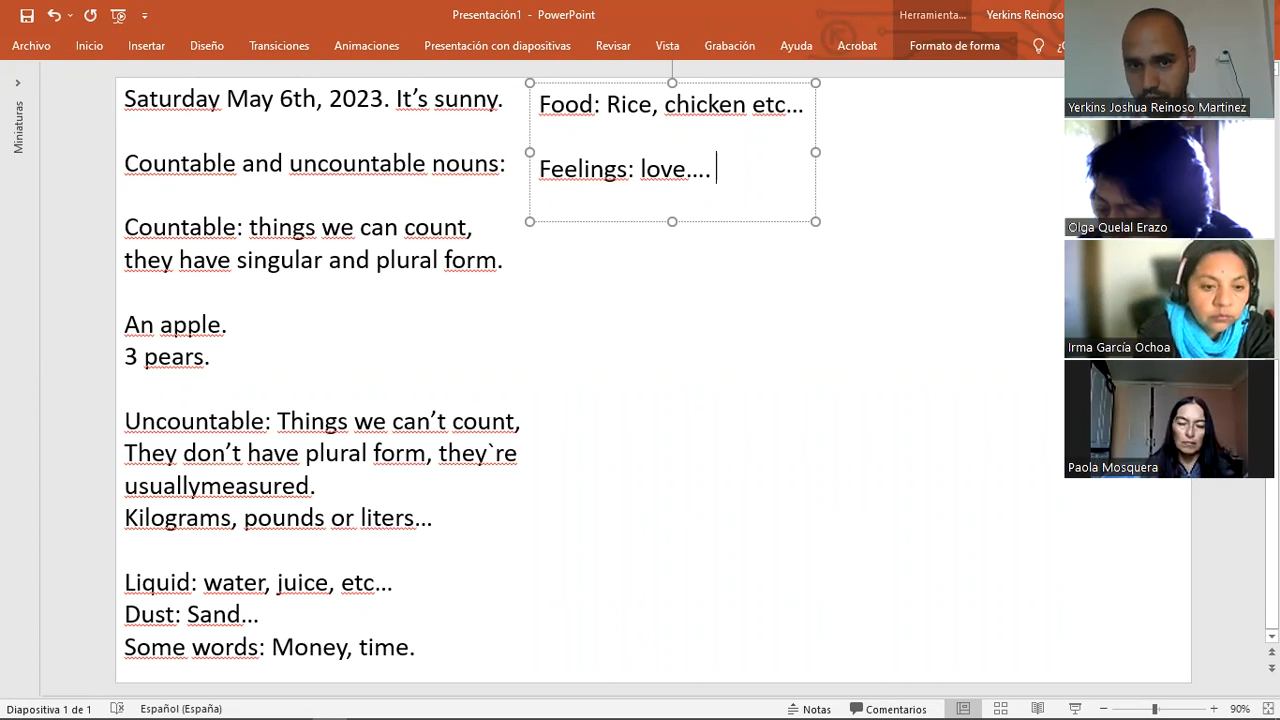 Presentación1 - PowerPoint
Herramienta...
Yerkins Reinoso
Archivo
Inicio
Insertar
Diseño
Transiciones
Animaciones
Presentación con diapositivas
Revisar
Vista
Grabación
Ayuda
Acrobat
Formato de forma
Miniaturas
Saturday May 6th, 2023. It’s sunny.
Countable and uncountable nouns:
Countable: things we can count,
they have singular and plural form.
An apple.
3 pears.
Uncountable: Things we can’t count,
They don’t have plural form, they`re
usuallymeasured.
Kilograms, pounds or liters…
Liquid: water, juice, etc…
Dust: Sand…
Some words: Money, time.
Food: Rice, chicken etc…
Feelings: love….
Yerkins Joshua Reinoso Martinez
Olga Quelal Erazo
Irma García Ochoa
Paola Mosquera
Diapositiva 1 de 1
Español (España)
Notas
Comentarios
90%